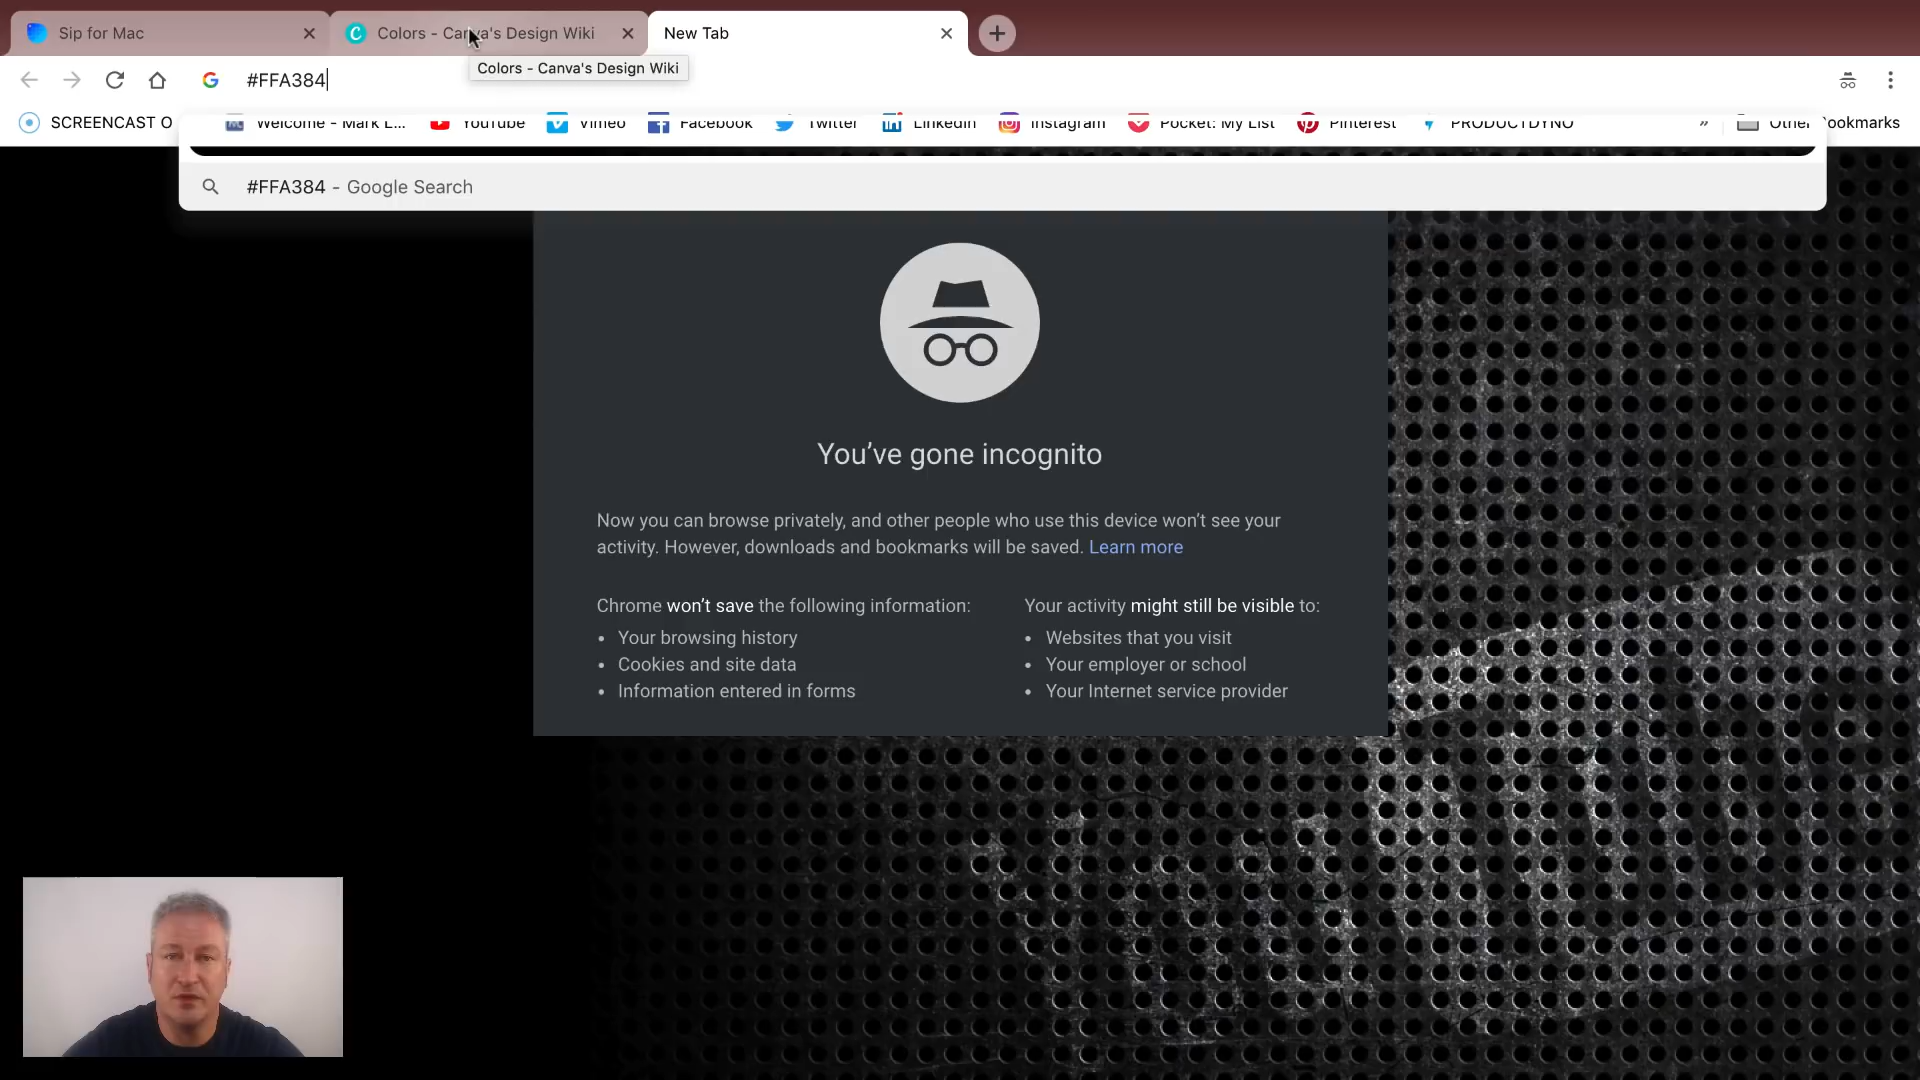 Sip for Mac
Colors - Canva's Design Wiki
New Tab
#FFA384
Colors - Canva's Design Wiki
SCREENCAST O
Welcome - Mark L...
YouTube
Vimeo
Facebook
Twitter
LinkedIn
Instagram
Pocket: My List
Pinterest
PRODUCTDYNO
»
Other Bookmarks
#FFA384 - Google Search
You've gone incognito
Now you can browse privately, and other people who use this device won't see your
activity. However, downloads and bookmarks will be saved. Learn more
Chrome won't save the following information:
• Your browsing history
• Cookies and site data
• Information entered in forms
Your activity might still be visible to:
• Websites that you visit
• Your employer or school
• Your Internet service provider